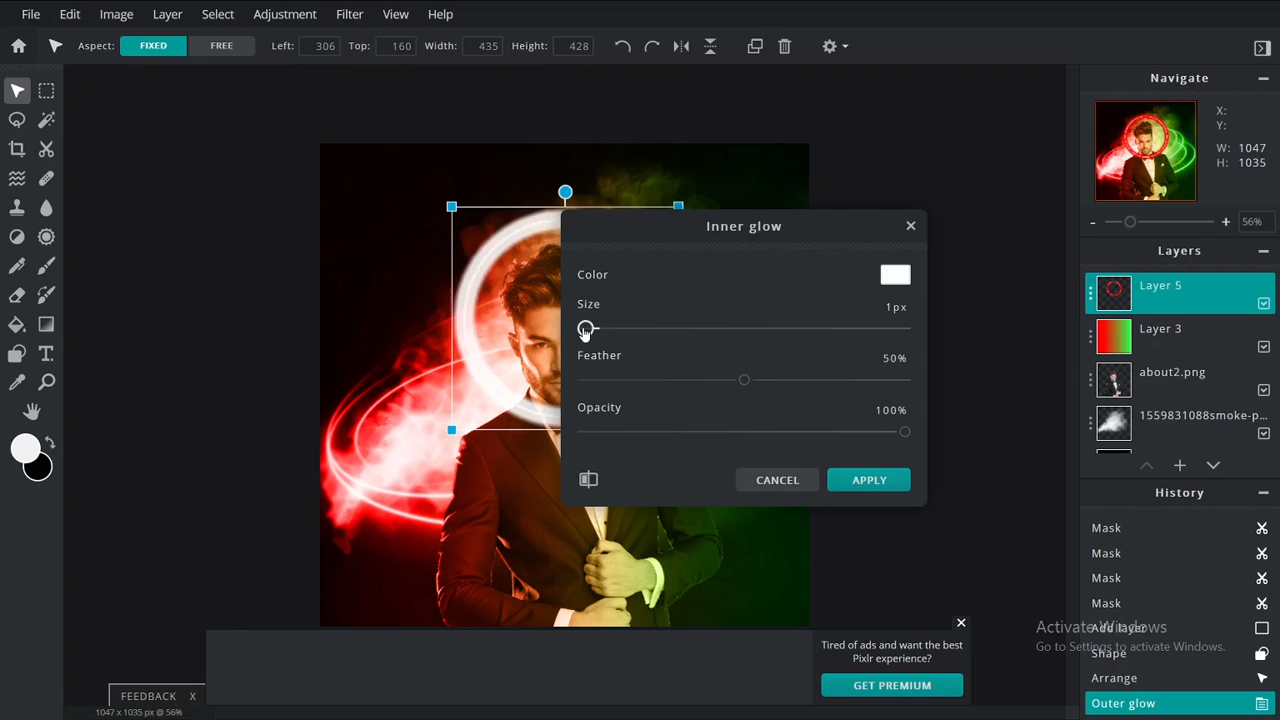 File Edit Image Layer Select Adjustment Filter View Help
Aspect: FIXED FREE Left: 306 Top: 160 Width: 435 Height: 428
Navigate
X:
Y:
W: 1047
H: 1035
- + 56%
Layers
Layer 5
Layer 3
about2.png
1559831088smoke-p...
History
Mask
Mask
Mask
Mask
Add layer
Shape
Arrange
Outer glow
Activate Windows
Go to Settings to activate Windows.
Inner glow
Color
Size 1px
Feather 50%
Opacity 100%
CANCEL APPLY
Tired of ads and want the best
Pixlr experience?
GET PREMIUM
FEEDBACK X
1047 x 1035 px @ 56%